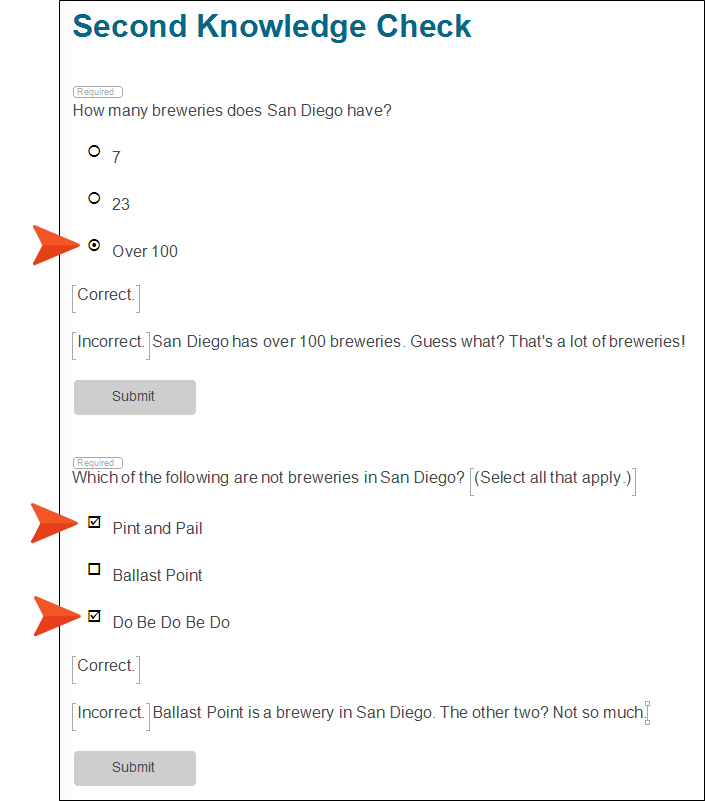 Second Knowledge Check
Required
How many breweries does San Diego have?
7
23
Over 100
[Correct.]
[Incorrect.] San Diego has over 100 breweries. Guess what? That's a lot of breweries!
Submit
Required
Which of the following are not breweries in San Diego? [(Select all that apply.)]
Pint and Pail
Ballast Point
Do Be Do Be Do
[Correct.]
[Incorrect.] Ballast Point is a brewery in San Diego. The other two? Not so much.
Submit